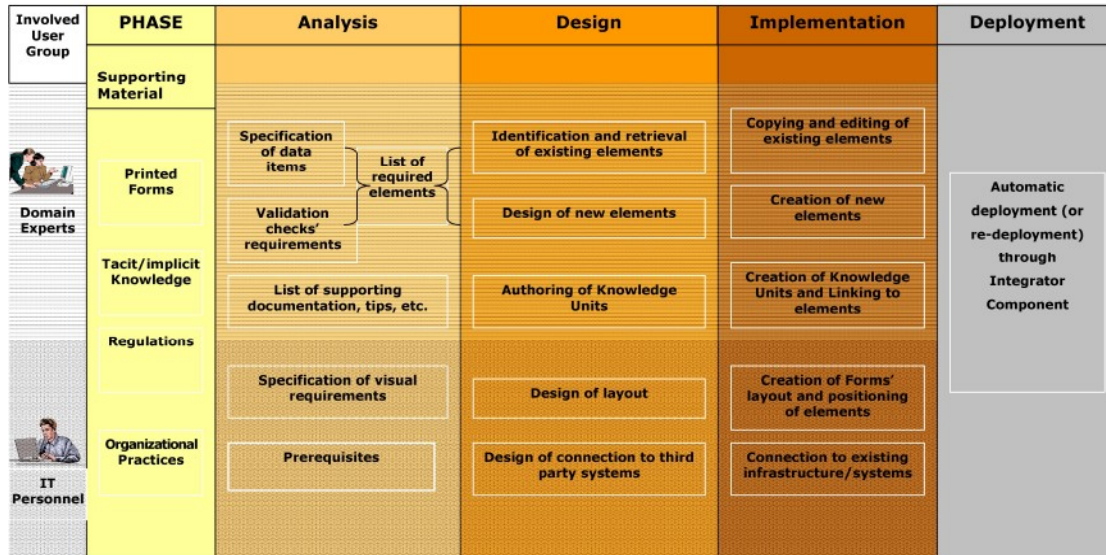 Involved
User
Group
PHASE
Analysis
Design
Implementation
Deployment
Supporting
Material
Domain
Experts
IT
Personnel
Printed
Forms
Tacit/implicit
Knowledge
Regulations
Organizational
Practices
Specification
of data
items
Validation
checks'
requirements
List of
required
elements
List of supporting
documentation, tips, etc.
Specification of visual
requirements
Prerequisites
Identification and retrieval
of existing elements
Design of new elements
Authoring of Knowledge
Units
Design of layout
Design of connection to third
party systems
Copying and editing of
existing elements
Creation of new
elements
Creation of Knowledge
Units and Linking to
elements
Creation of Forms'
layout and positioning
of elements
Connection to existing
infrastructure/systems
Automatic
deployment (or
re-deployment)
through
Integrator
Component